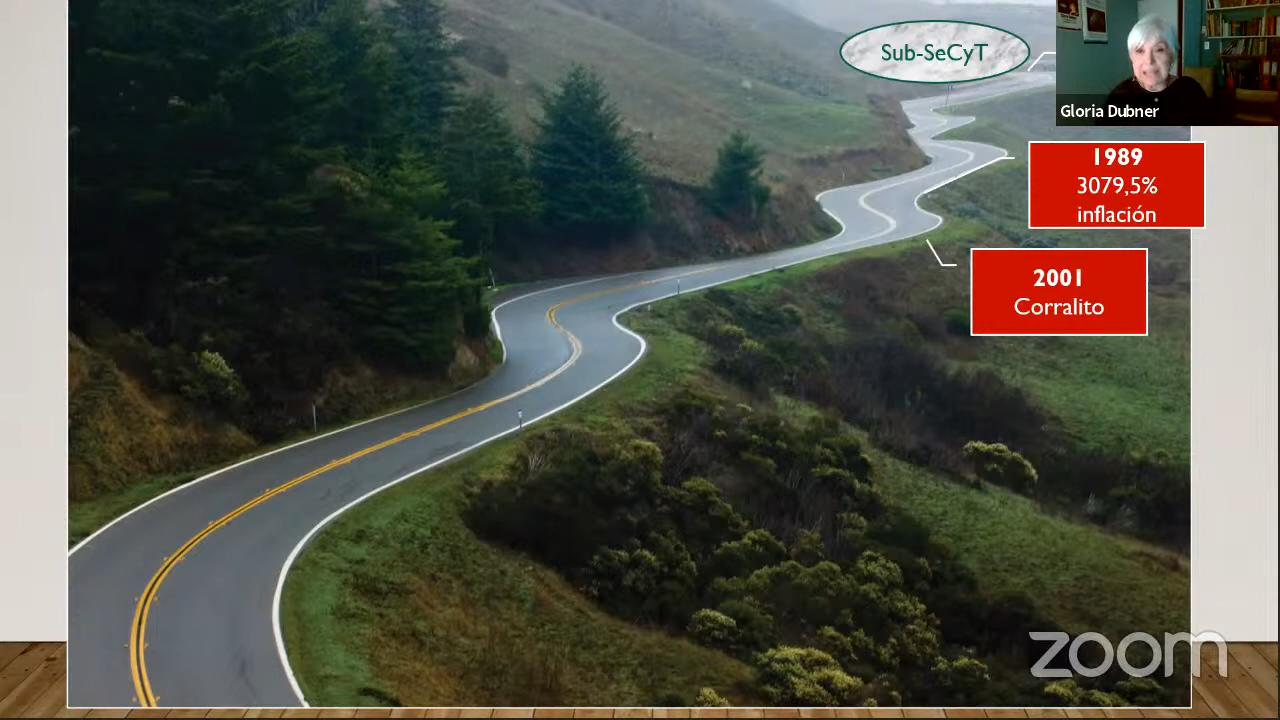 Sub-SeCyT
Gloria Dubner
1989
3079,5%
inflación
2001
Corralito
zoom